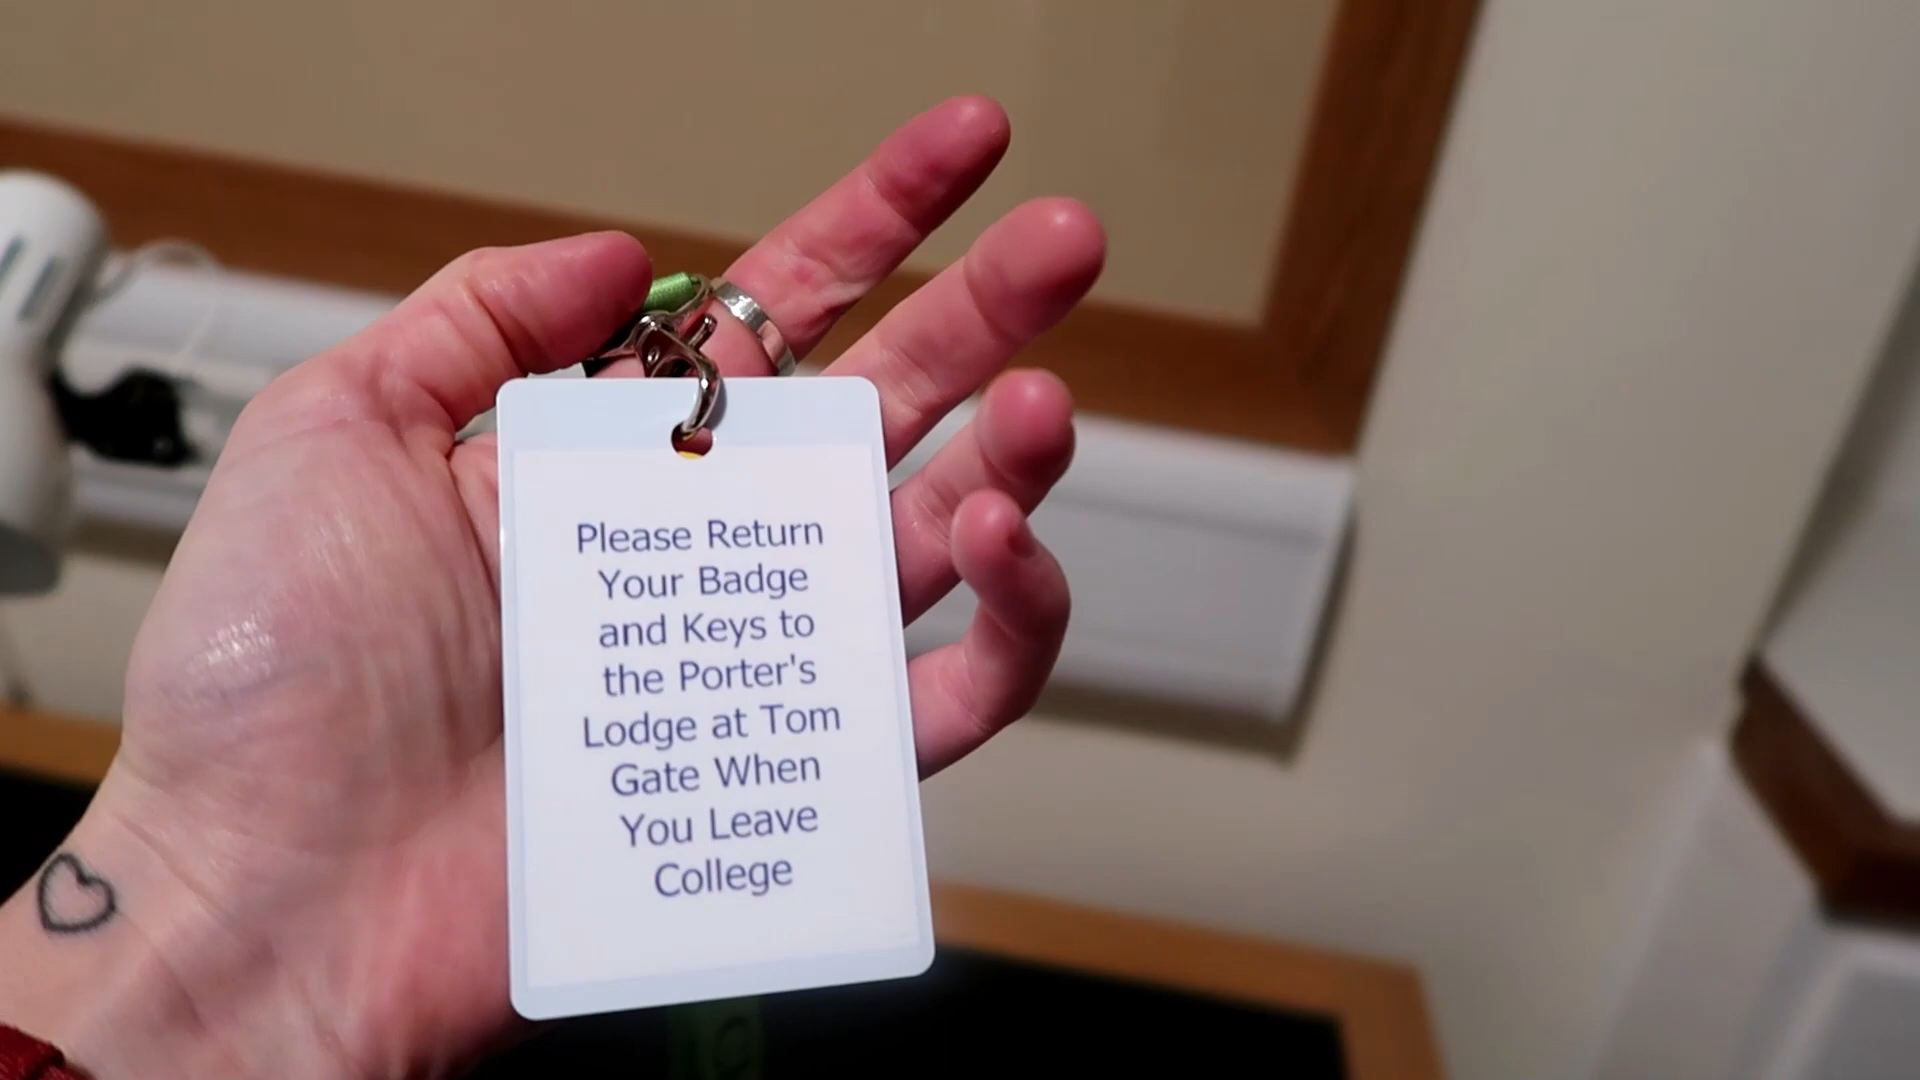 Please Return
Your Badge
and Keys to
the Porter's
Lodge at Tom
Gate When
You Leave
College